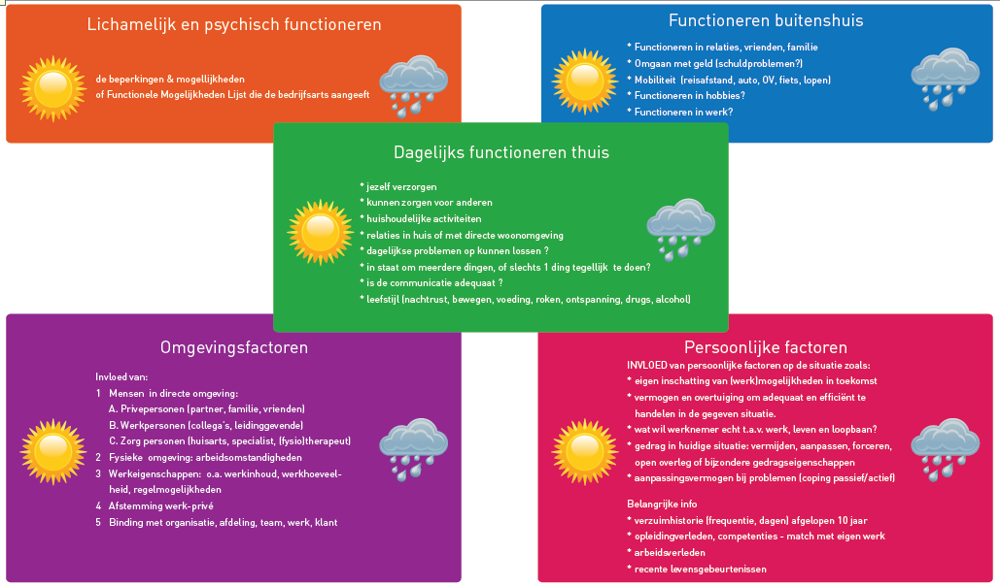 Lichamelijk en psychisch functioneren
de beperkingen & mogelijkheden
of Functionele Mogelijkheden Lijst die de bedrijfsarts aangeeft
Functioneren buitenshuis
* Functioneren in relaties, vrienden, familie
* Omgaan met geld (schuldproblemen?)
* Mobiliteit (reisafstand, auto, OV, fiets, lopen)
* Functioneren in hobbies?
* Functioneren in werk?
Dagelijks functioneren thuis
* jezelf verzorgen
* kunnen zorgen voor anderen
* huishoudelijke activiteiten
* relaties in huis of met directe woonomgeving
* dagelijkse problemen op kunnen lossen ?
* in staat om meerdere dingen, of slechts 1 ding tegellijk te doen?
* is de communicatie adequaat ?
* leefstijl (nachtrust, bewegen, voeding, roken, ontspanning, drugs, alcohol)
Omgevingsfactoren
Invloed van:
1 Mensen in directe omgeving:
A. Privepersonen (partner, familie, vrienden)
B. Werkpersonen (collega's, leidinggevende)
C. Zorg personen (huisarts, specialist, (fysio)therapeut)
2 Fysieke omgeving: arbeidsomstandigheden
3 Werkeigenschappen: o.a. werkinhoud, werkhoeveel-
heid, regelmogelijkheden
4 Afstemming werk-privé
5 Binding met organisatie, afdeling, team, werk, klant
Persoonlijke factoren
INVLOED van persoonlijke factoren op de situatie zoals:
* eigen inschatting van (werk)mogelijkheden in toekomst
* vermogen en overtuiging om adequaat en efficiënt te
handelen in de gegeven situatie.
* wat wil werknemer echt t.a.v. werk, leven en loopbaan?
* gedrag in huidige situatie: vermijden, aanpassen, forceren,
open overleg of bijzondere gedragseigenschappen
* aanpassingsvermogen bij problemen (coping passief/actief)
Belangrijke info
* verzuimhistorie (frequentie, dagen) afgelopen 10 jaar
* opleidingverleden, competenties - match met eigen werk
* arbeidsverleden
* recente levensgebeurtenissen